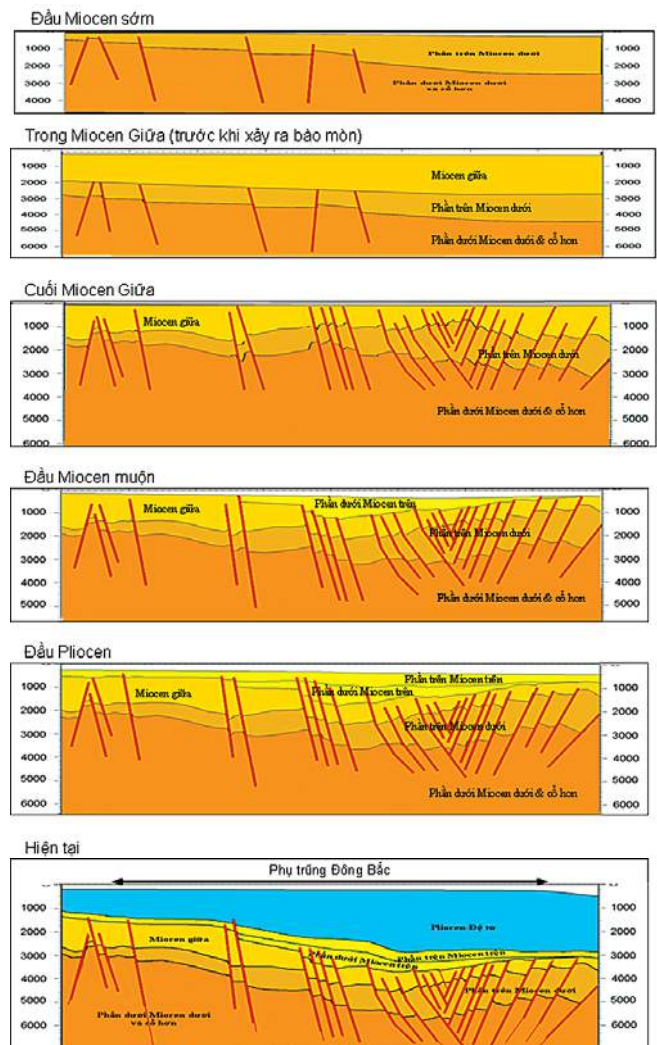 Đầu Miocen sớm
1000
2000
3000
4000
Phần trên Miocen dưới
Phần dưới Miocen dưới
và cổ hơn
1000
2000
3000
4000
Trong Miocen Giữa (trước khi xảy ra bào mòn)
1000
2000
3000
4000
5000
6000
Miocen giữa
Phần trên Miocen dưới
Phần dưới Miocen dưới & cổ hơn
1000
2000
3000
4000
5000
6000
Cuối Miocen Giữa
1000
2000
3000
4000
5000
6000
Miocen giữa
Phần trên Miocen dưới
Phần dưới Miocen dưới & cổ hơn
1000
2000
3000
4000
5000
6000
Đầu Miocen muộn
1000
2000
3000
4000
5000
Miocen giữa
Phần dưới Miocen trên
Phần trên Miocen dưới
Phần dưới Miocen dưới & cổ hơn
1000
2000
3000
4000
5000
Đầu Pliocen
1000
2000
3000
4000
5000
6000
Phần trên Miocen trên
Miocen giữa
Phần dưới Miocen trên
Phần trên Miocen dưới
Phần dưới Miocen dưới & cổ hơn
1000
2000
3000
4000
5000
6000
Hiện tại
Phụ trũng Đông Bắc
1000
2000
3000
4000
5000
6000
Pliocen-Đệ tứ
Miocen giữa
Phần dưới Miocen trên
Phần trên Miocen trên
Phần trên Miocen dưới
Phần dưới Miocen dưới
và cổ hơn
1000
2000
3000
4000
5000
6000